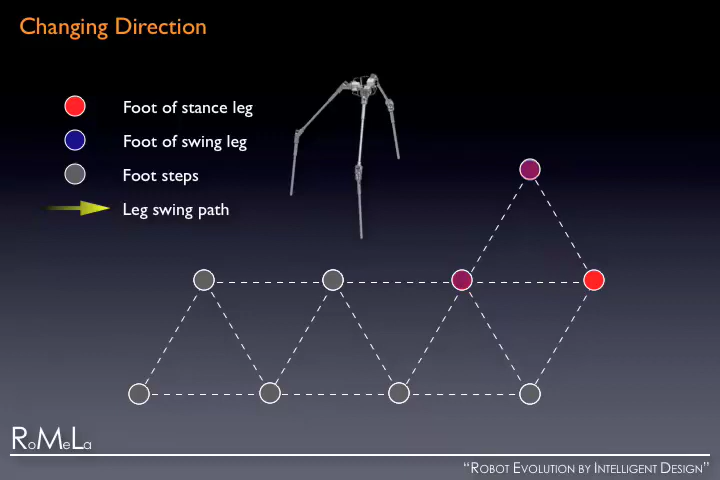 Changing Direction
Foot of stance leg
Foot of swing leg
Foot steps
Leg swing path
RoMeLa
“Robot Evolution by Intelligent Design”